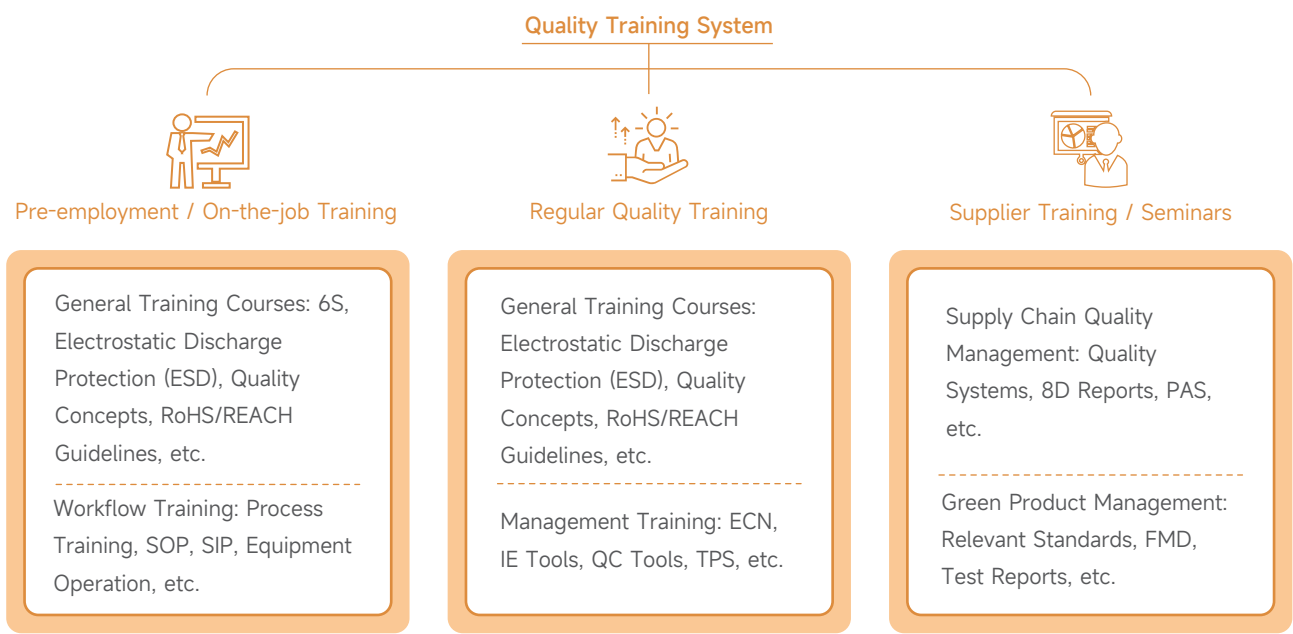 Quality Training System
Pre-employment / On-the-job Training
General Training Courses: 6S,
Electrostatic Discharge
Protection (ESD), Quality
Concepts, RoHS/REACH
Guidelines, etc.
Workflow Training: Process
Training, SOP, SIP, Equipment
Operation, etc.
Regular Quality Training
General Training Courses:
Electrostatic Discharge
Protection (ESD), Quality
Concepts, RoHS/REACH
Guidelines, etc.
Management Training: ECN,
IE Tools, QC Tools, TPS, etc.
Supplier Training / Seminars
Supply Chain Quality
Management: Quality
Systems, 8D Reports, PAS,
etc.
Green Product Management:
Relevant Standards, FMD,
Test Reports, etc.